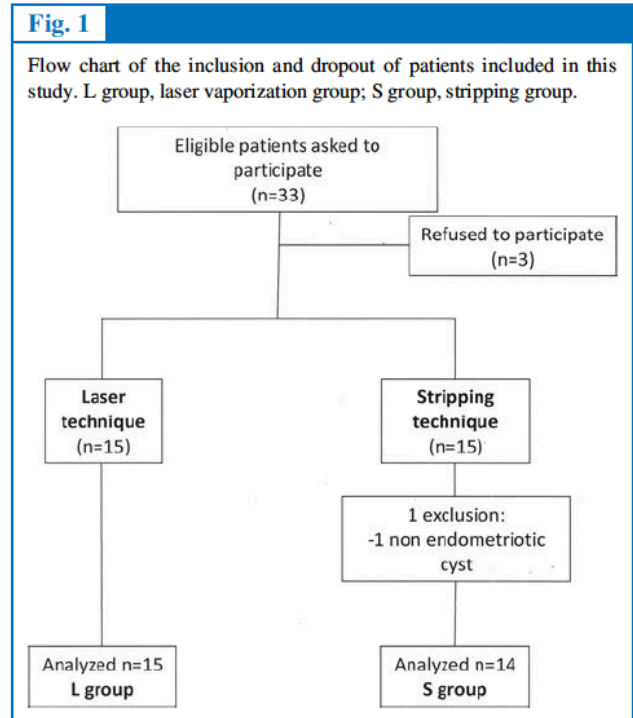 Fig. 1
Flow chart of the inclusion and dropout of patients included in this
study. L group, laser vaporization group; S group, stripping group.
Eligible patients asked to
participate
(n=33)
Refused to participate
(n=3)
Laser
technique
(n=15)
Stripping
technique
(n=15)
1 exclusion:
-1 non endometriotic
cyst
Analyzed n=15
L group
Analyzed n=14
S group